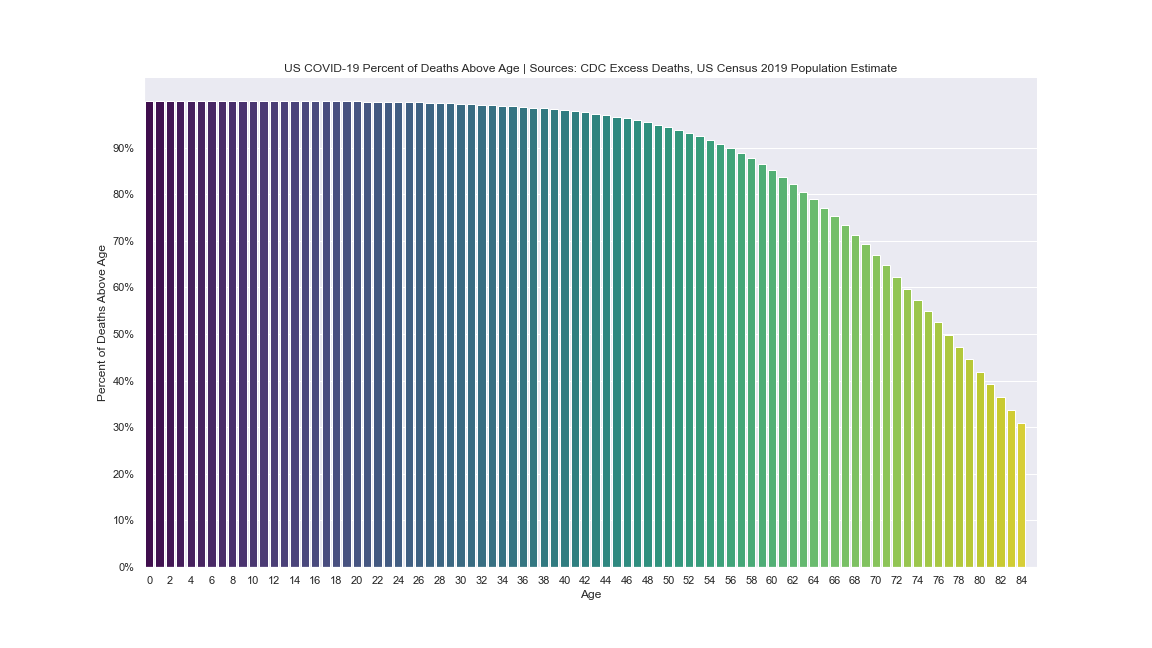 US COVID-19 Percent of Deaths Above Age | Sources: CDC Excess Deaths, US Census 2019 Population Estimate
Percent of Deaths Above Age
90%
80%
70%
60%
50%
40%
30%
20%
10%
0%
0 2 4 6 8 10 12 14 16 18 20 22 24 26 28 30 32 34 36 38 40 42 44 46 48 50 52 54 56 58 60 62 64 66 68 70 72 74 76 78 80 82 84
Age